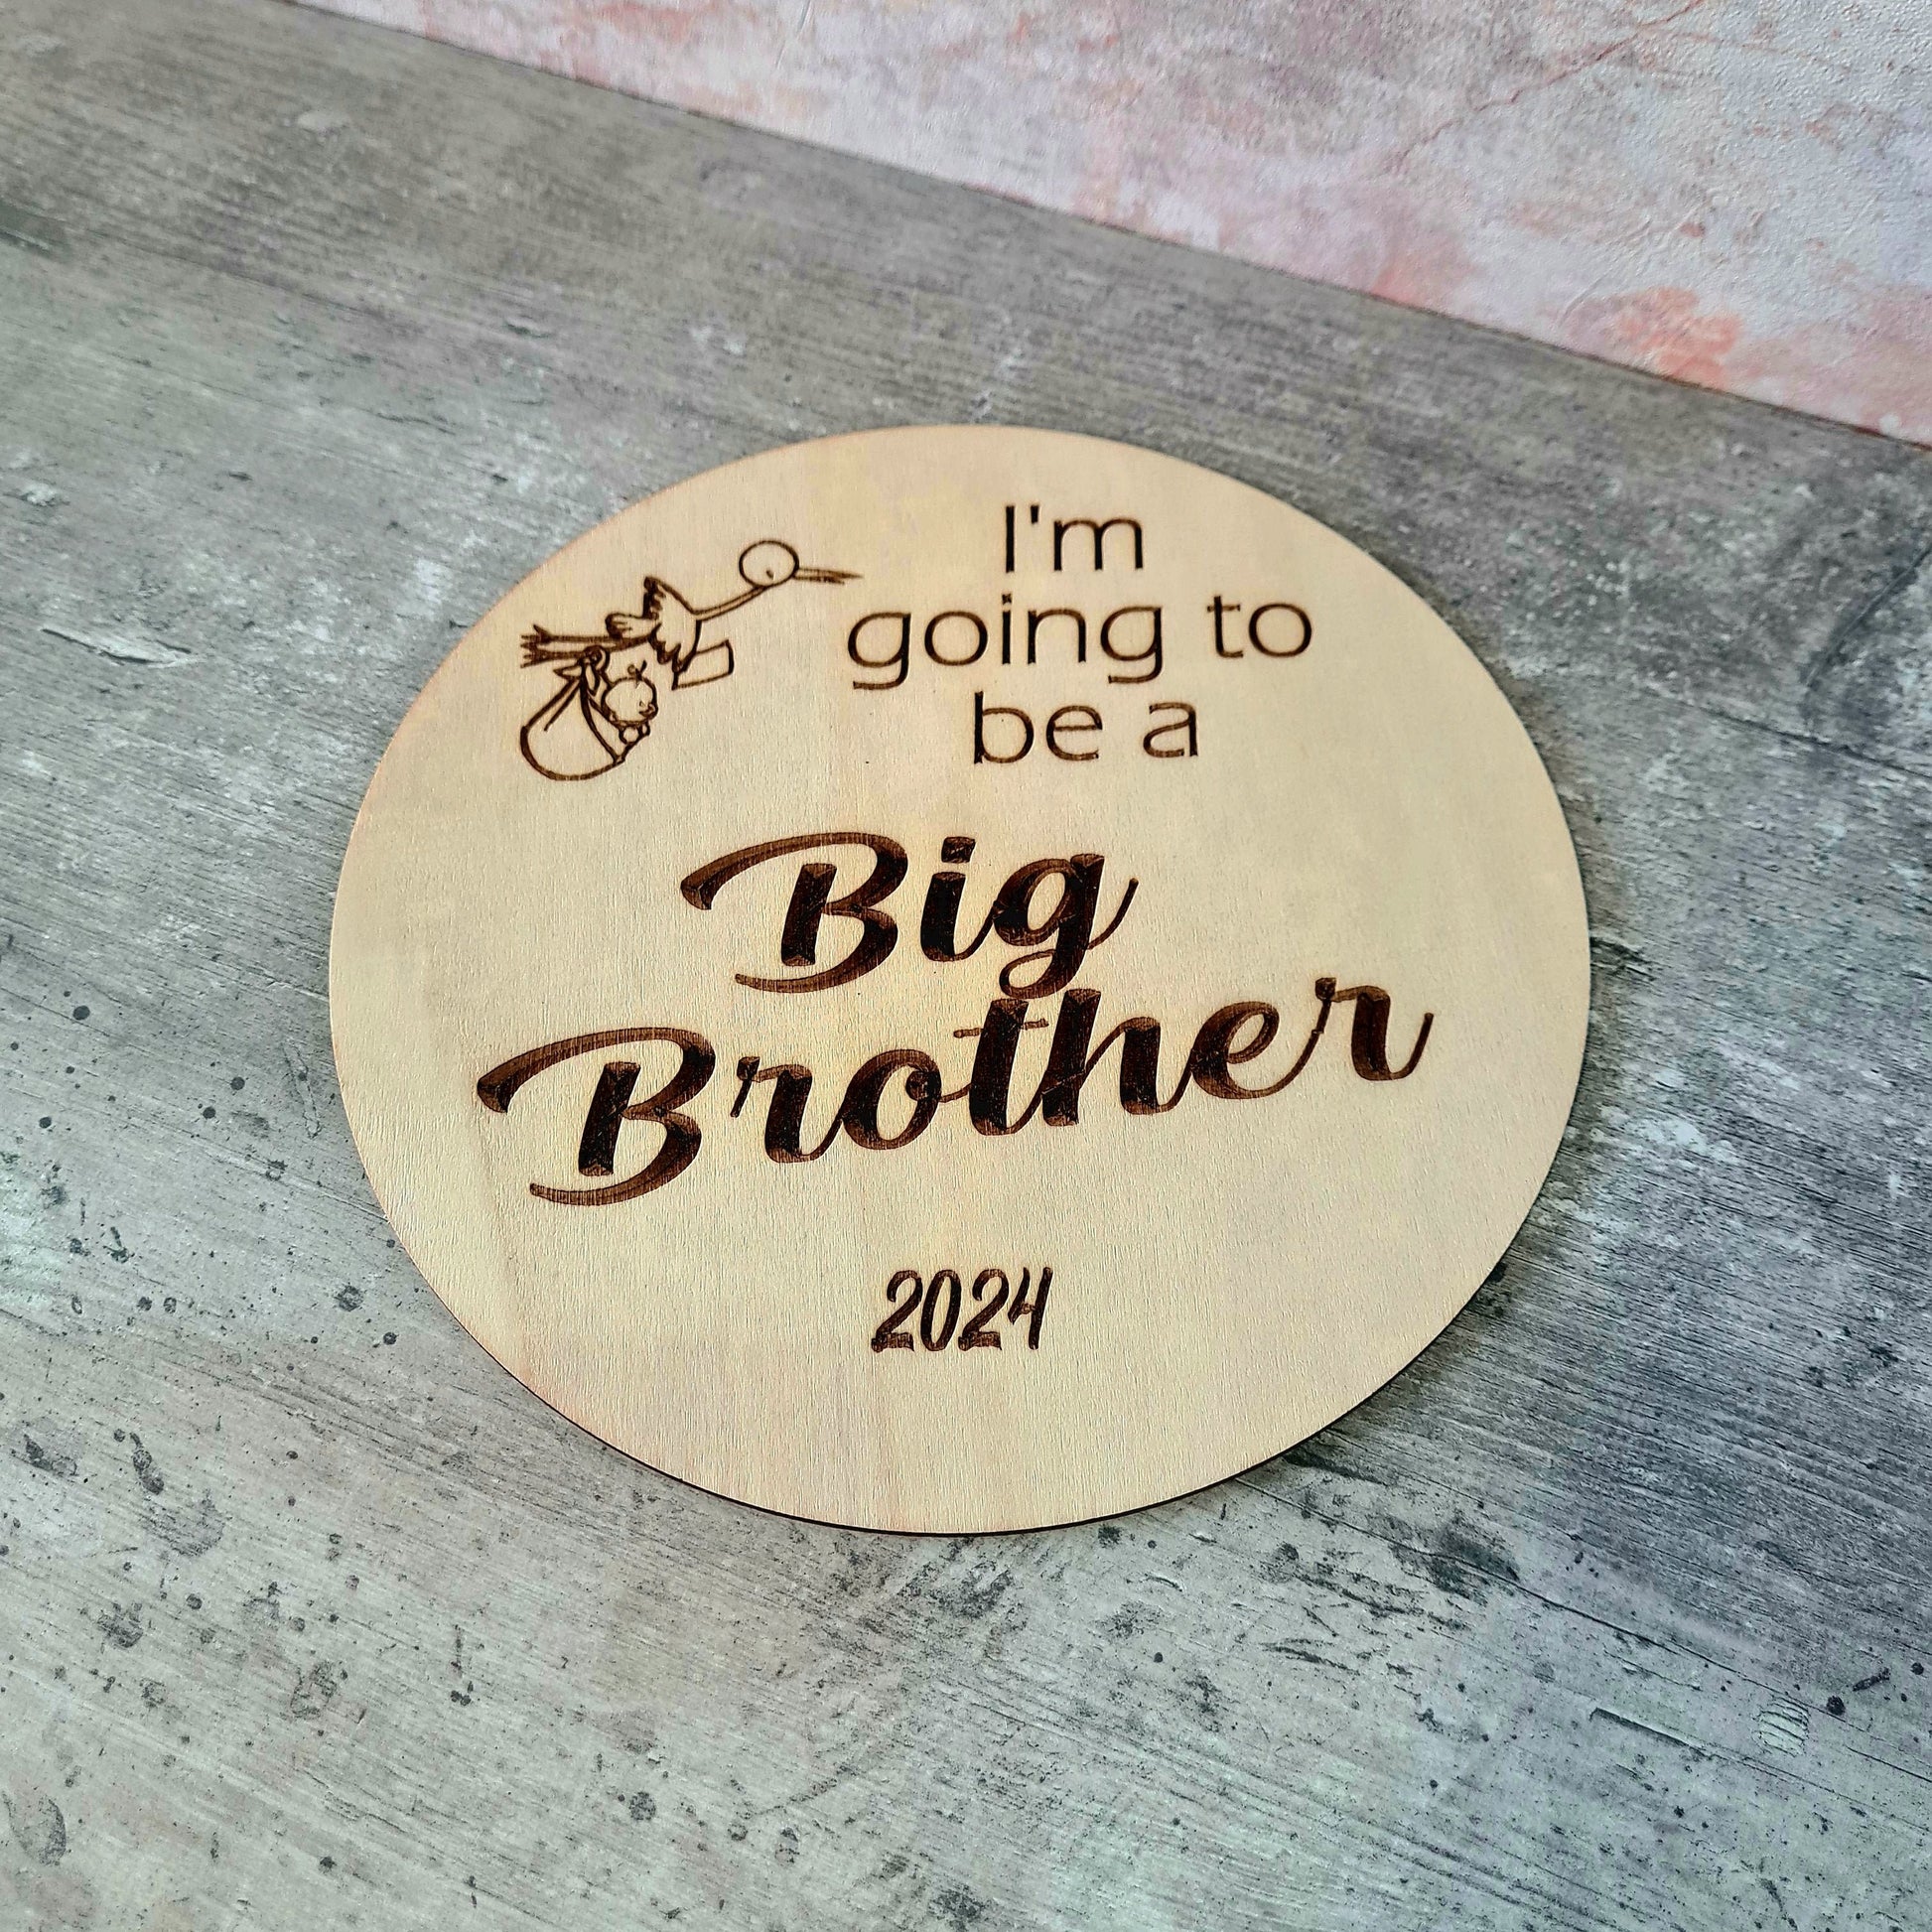 I'm
going to
be a
Big
Brother
2024